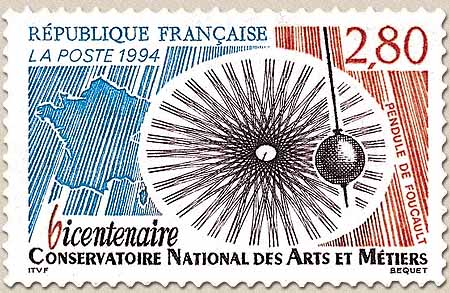 RÉPUBLIQUE FRANÇAISE
LA POSTE 1994
2,80
PENDULE DE FOUCAULT
bicentenaire
CONSERVATOIRE NATIONAL DES ARTS ET MÉTIERS
ITVF
BEQUET